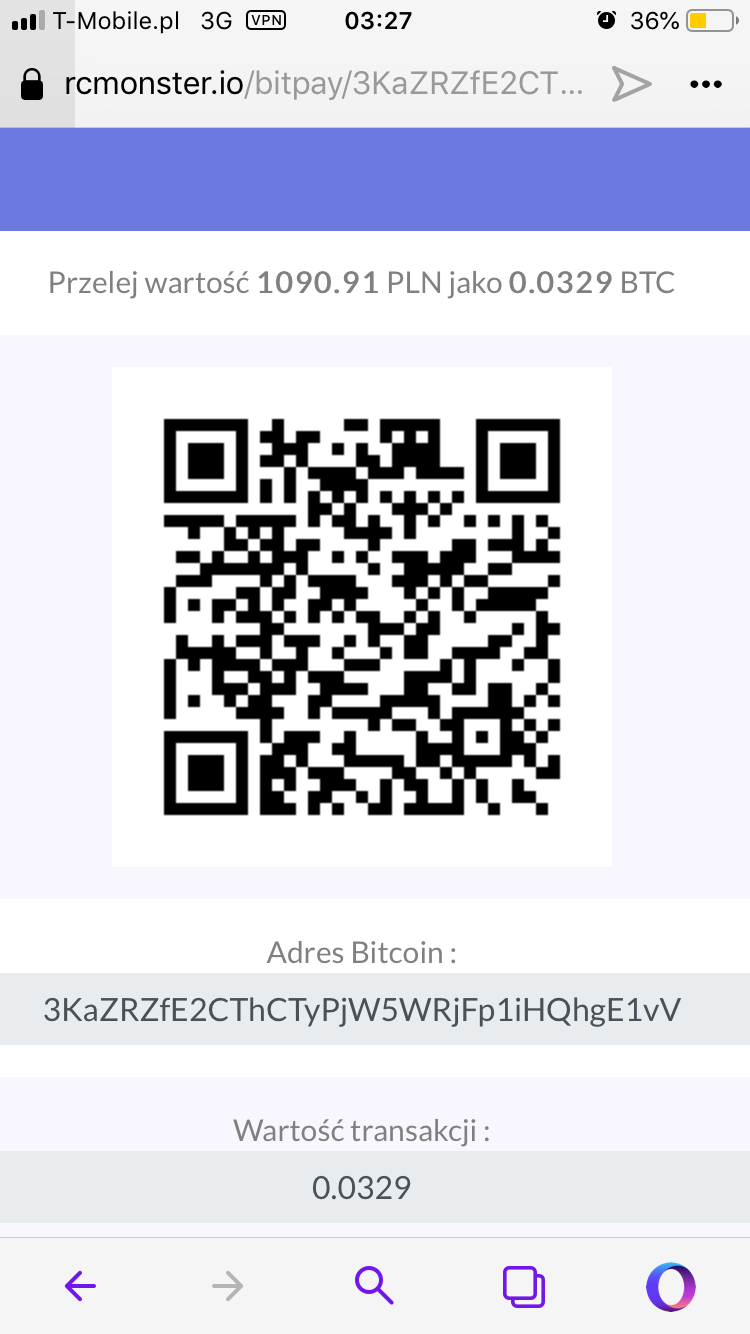 T-Mobile.pl 3G VPN 03:27 36%
rcmonster.io/bitpay/3KaZRZfE2CT...
Przelej wartość 1090.91 PLN jako 0.0329 BTC
Adres Bitcoin :
3KaZRZfE2CThCTyPjW5WRjFp1iHQhgE1vV
Wartość transakcji :
0.0329